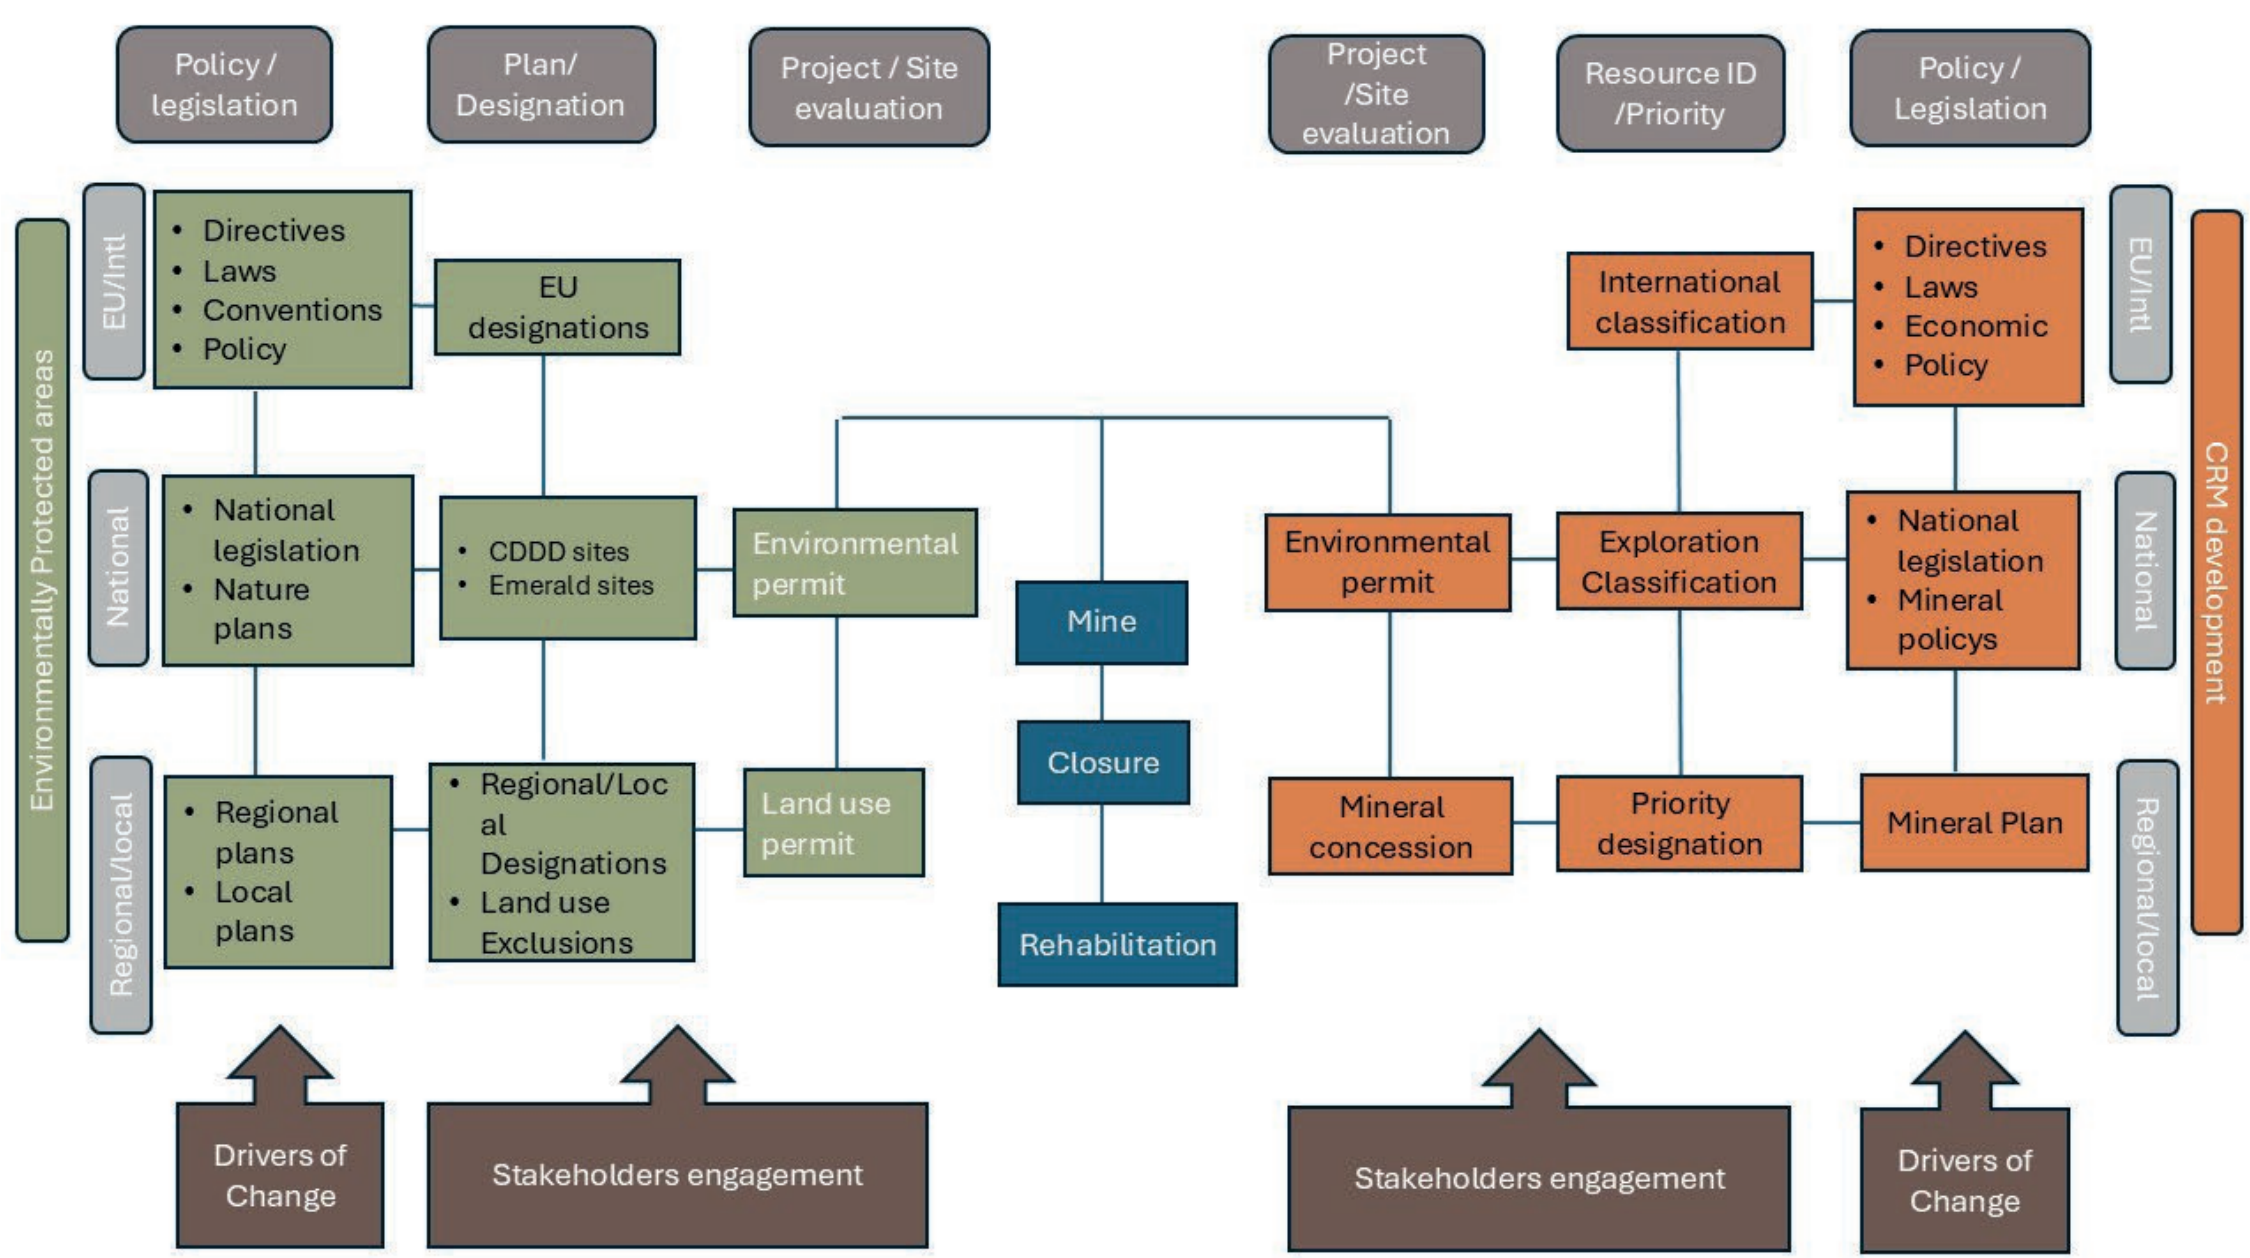 Policy /
legislation
Plan/
Designation
Project / Site
evaluation
Project
/Site
evaluation
Resource ID
/Priority
Policy /
Legislation
Environmentally Protected areas
EU/Intl
• Directives
• Laws
• Conventions
• Policy
EU
designations
International
classification
• Directives
• Laws
• Economic
• Policy
EU/Intl
CRM development
National
• National
legislation
• Nature
plans
• CDDD sites
• Emerald sites
Environmental
permit
Mine
Closure
Rehabilitation
Environmental
permit
Exploration
Classification
• National
legislation
• Mineral
policys
National
Regional/local
• Regional
plans
• Local
plans
• Regional/Loc
al
Designations
• Land use
Exclusions
Land use
permit
Mineral
concession
Priority
designation
Mineral Plan
Regional/local
Drivers of
Change
Stakeholders engagement
Stakeholders engagement
Drivers of
Change